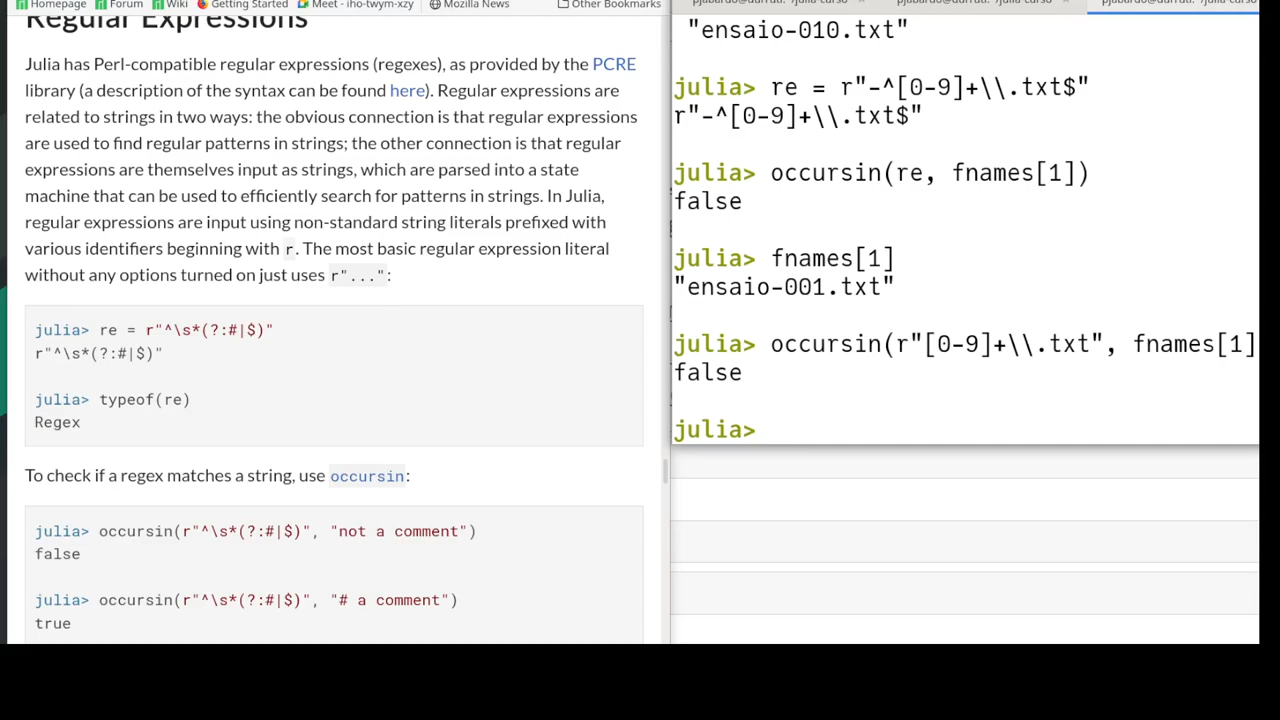 Homepage Forum Wiki Getting Started Meet - iho-twym-xzy Mozilla News Other Bookmarks
Regular Expressions
Julia has Perl-compatible regular expressions (regexes), as provided by the PCRE
library (a description of the syntax can be found here). Regular expressions are
related to strings in two ways: the obvious connection is that regular expressions
are used to find regular patterns in strings; the other connection is that regular
expressions are themselves input as strings, which are parsed into a state
machine that can be used to efficiently search for patterns in strings. In Julia,
regular expressions are input using non-standard string literals prefixed with
various identifiers beginning with r. The most basic regular expression literal
without any options turned on just uses r"...":
julia> re = r"^\s*(?:#|$)"
r"^\s*(?:#|$)"
julia> typeof(re)
Regex
To check if a regex matches a string, use occursin:
julia> occursin(r"^\s*(?:#|$)", "not a comment")
false
julia> occursin(r"^\s*(?:#|$)", "# a comment")
true
"ensaio-010.txt"
julia> re = r"-^[0-9]+\\.txt$"
r"-^[0-9]+\\.txt$"
julia> occursin(re, fnames[1])
false
julia> fnames[1]
"ensaio-001.txt"
julia> occursin(r"[0-9]+\\.txt", fnames[1]
false
julia>